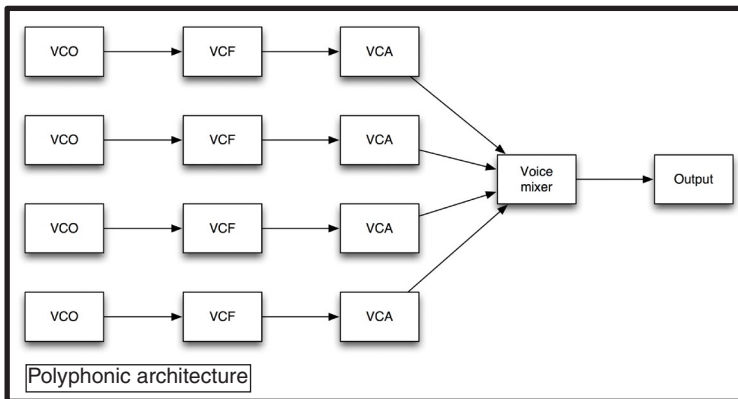 VCO VCF VCA
VCO VCF VCA
Voice
mixer
Output
VCO VCF VCA
VCO VCF VCA
Polyphonic architecture